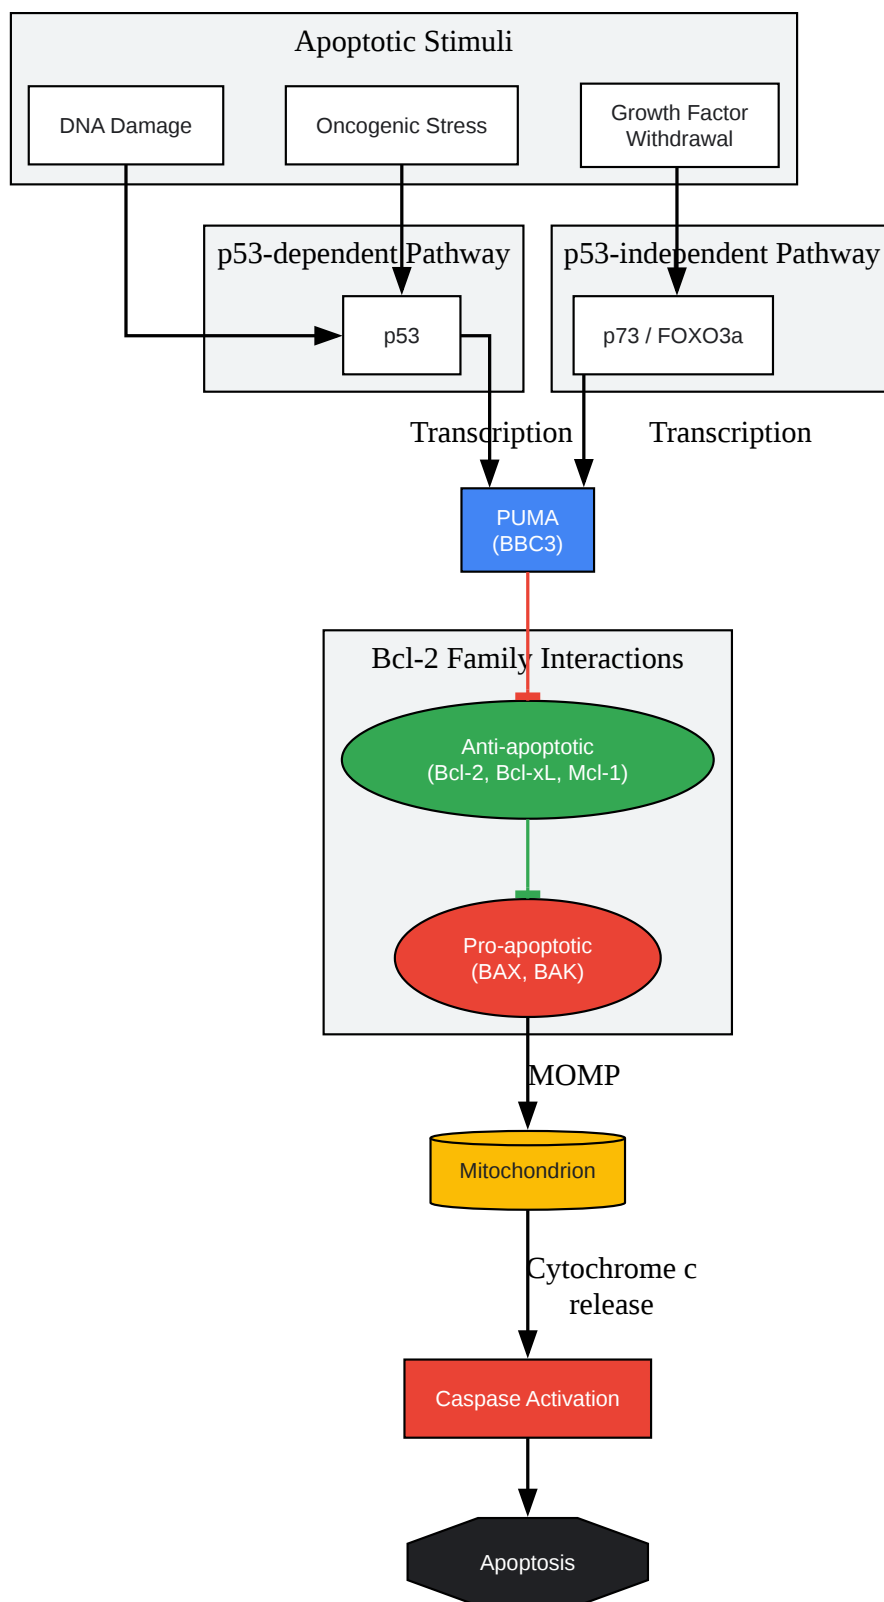 Apoptotic Stimuli
DNA Damage
Oncogenic Stress
Growth Factor
Withdrawal
p53-dependent Pathway
p53-independent Pathway
p53
p73 / FOXO3a
Transcription
Transcription
PUMA
(BBC3)
Bcl-2 Family Interactions
Anti-apoptotic
(Bcl-2, Bcl-xL, Mcl-1)
Pro-apoptotic
(BAX, BAK)
MOMP
Mitochondrion
Cytochrome c
release
Caspase Activation
Apoptosis